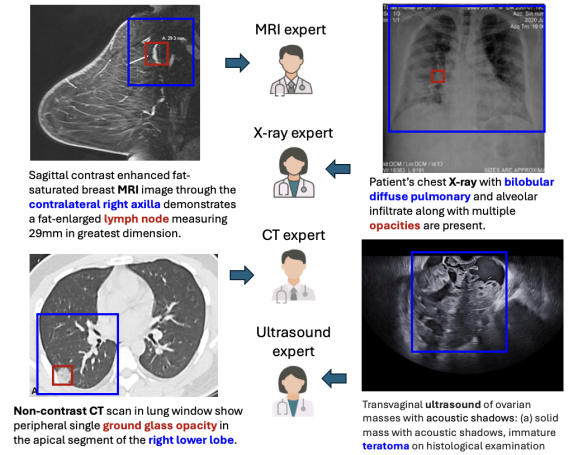 MRI expert
A: 29.3 mm
Sagittal contrast enhanced fat-
saturated breast MRI image through the
contralateral right axilla demonstrates
a fat-enlarged lymph node measuring
29mm in greatest dimension.
X-ray expert
Patient's chest X-ray with bilobular
diffuse pulmonary and alveolar
infiltrate along with multiple
opacities are present.
CT expert
A
Non-contrast CT scan in lung window show
peripheral single ground glass opacity in
the apical segment of the right lower lobe.
Ultrasound
expert
Transvaginal ultrasound of ovarian
masses with acoustic shadows: (a) solid
mass with acoustic shadows, immature
teratoma on histological examination